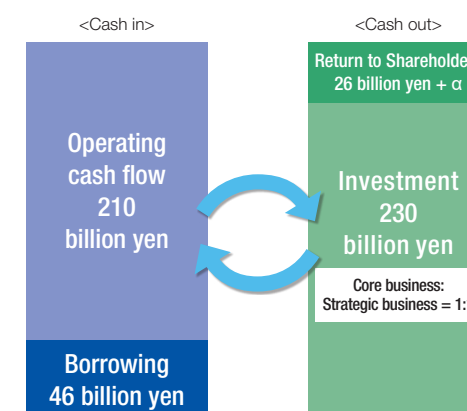 <Cash in>
Operating
cash flow
210
billion yen
Borrowing
46 billion yen
<Cash out>
Return to
26 billion yen + α
Investment
230
billion yen
Core business:
Strategic business = 1: